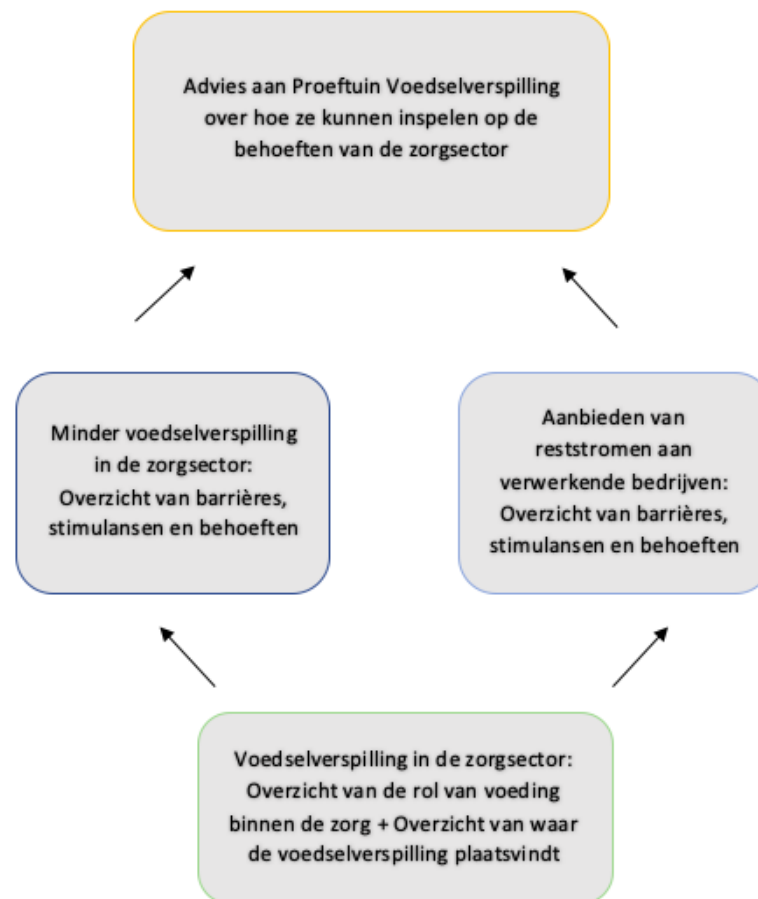 Advies aan Proeftuin Voedselverspilling
over hoe ze kunnen inspelen op de
behoeften van de zorgsector
Minder voedselverspilling
in de zorgsector:
Overzicht van barrières,
stimulansen en behoeften
Aanbieden van
reststromen aan
verwerkende bedrijven:
Overzicht van barrières,
stimulansen en behoeften
Voedselverspilling in de zorgsector:
Overzicht van de rol van voeding
binnen de zorg + Overzicht van waar
de voedselverspilling plaatsvindt